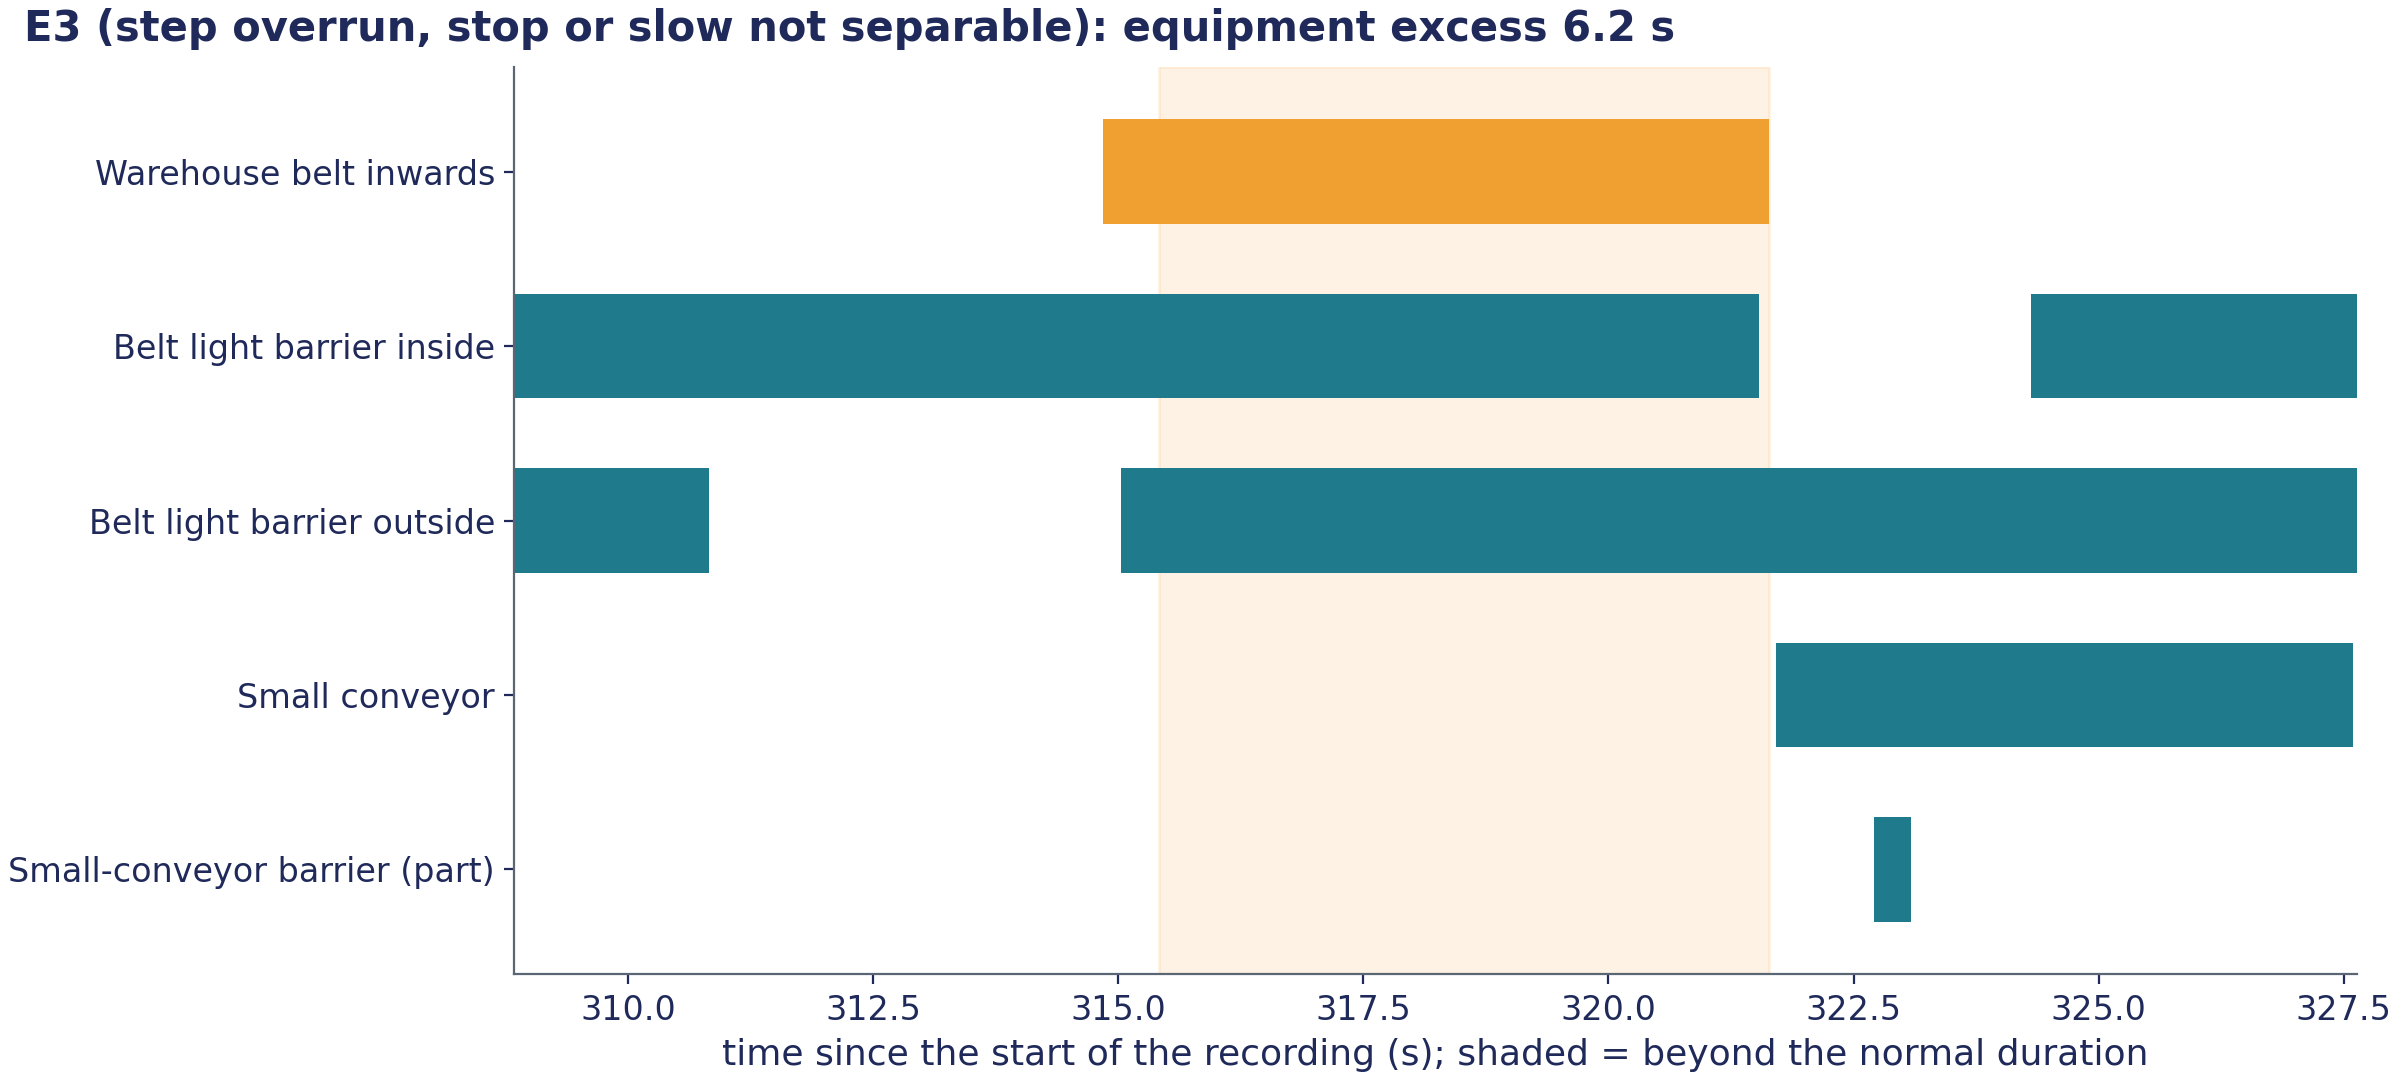 E3 (step overrun, stop or slow not separable): equipment excess 6.2 s
Warehouse belt inwards
Belt light barrier inside
Belt light barrier outside
Small conveyor
Small-conveyor barrier (part)
310.0 312.5 315.0 317.5 320.0 322.5 325.0 327.5
time since the start of the recording (s); shaded = beyond the normal duration